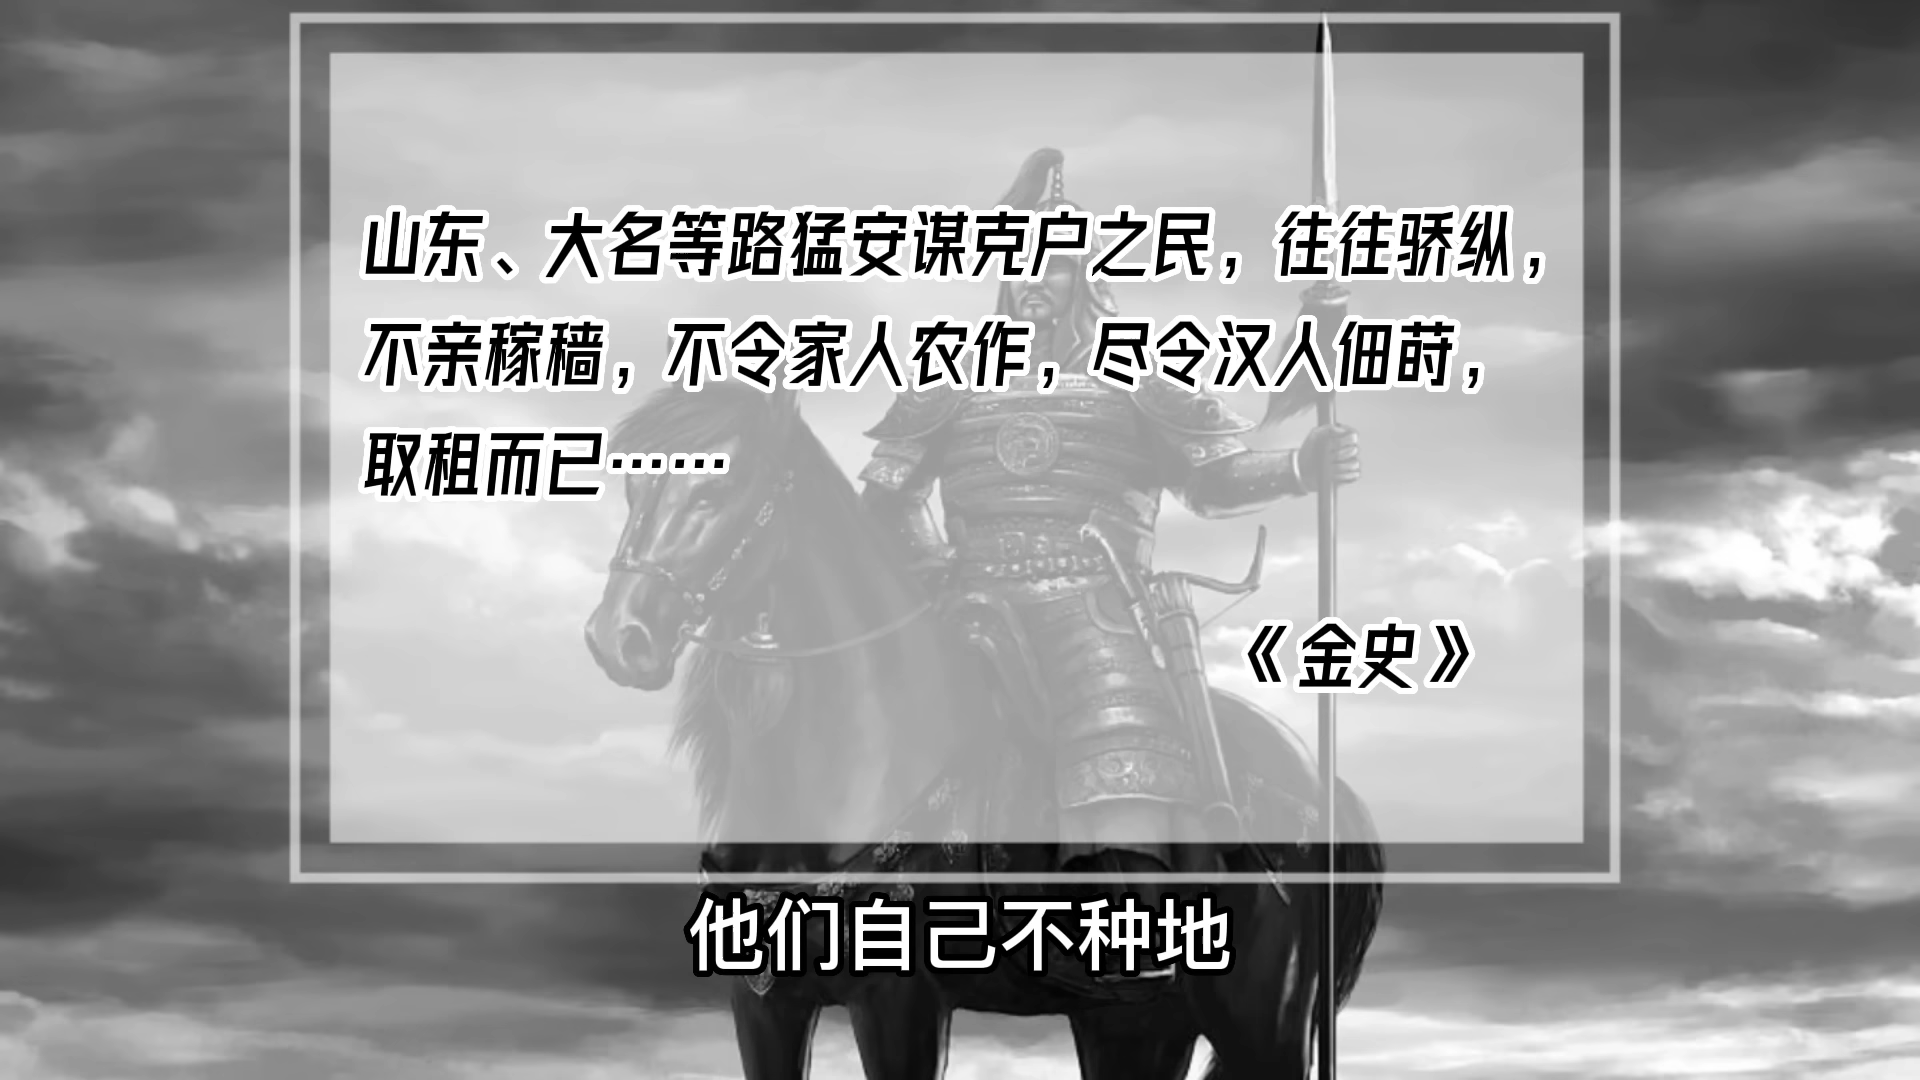 山东、大名等路猛安谋克户之民，往往骄纵，
不亲稼穑，不令家人农作，尽令汉人佃莳，
取租而已……
《金史》
他们自己不种地